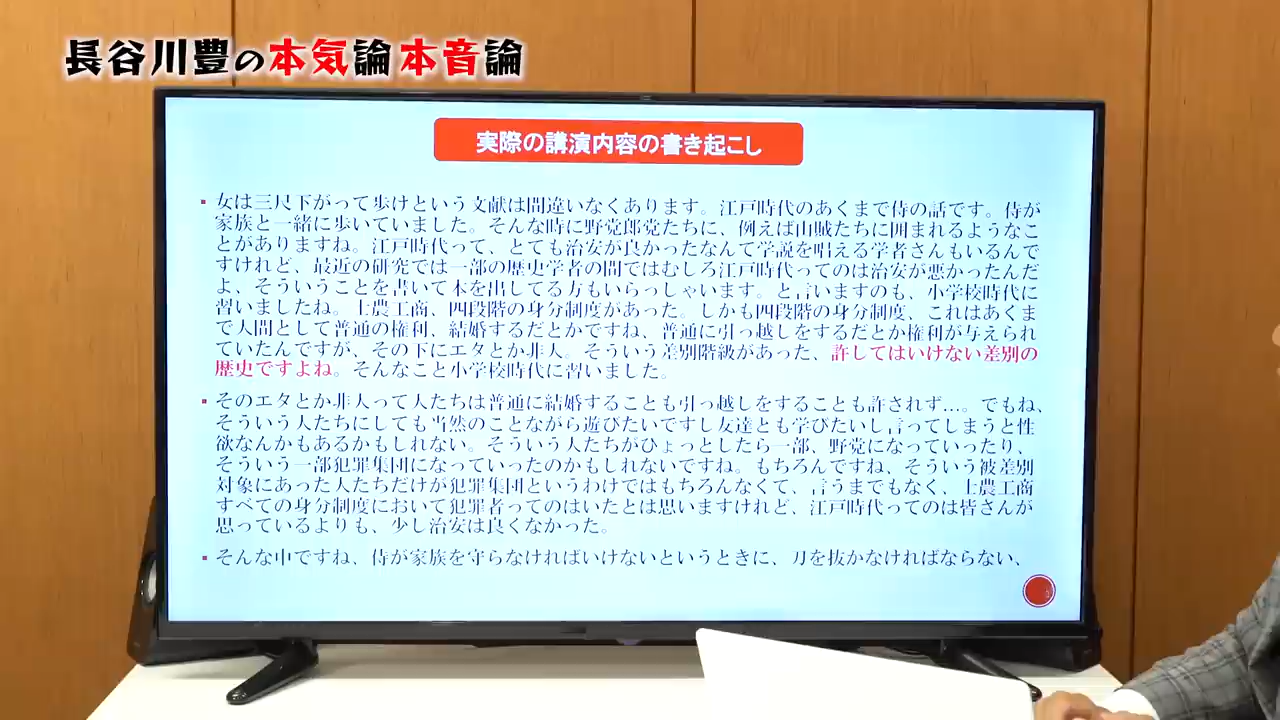 長谷川豊の本気論本音論
実際の講演内容の書き起こし
女は三尺下がって歩けという文献は間違いなくあります。江戸時代のあくまで侍の話です。侍が
家族と一緒に歩いていました。そんな時に野党郎党たちに、例えば山賊たちに囲まれるようなこ
とがありますね。江戸時代って、とても治安が良かったなんて学説を唱える学者さんもいるんで
すけれど、最近の研究では一部の歴史学者の間ではむしろ江戸時代ってのは治安が悪かったんだ
よ、そういうことを書いて本を出してる方もいらっしゃいます。と言いますのも、小学校時代に
習いましたね。士農工商、四段階の身分制度があった。しかも四段階の身分制度、これはあくま
で人間として普通の権利、結婚するだとかですね、普通に引っ越しをするだとか権利が与えられ
ていたんですが、その下にエタとか非人。そういう差別階級があった、許してはいけない差別の
歴史ですよね。そんなこと小学校時代に習いました。
そのエタとか非人って人たちは普通に結婚することも引っ越しをすることも許されず…。でもね、
そういう人たちにしても当然のことながら遊びたいですし友達とも学びたいし言ってしまうと性
欲なんかもあるかもしれない。そういう人たちがひょっとしたら一部、野党になっていったり、
そういう一部犯罪集団になっていったのかもしれないですね。もちろんですね、そういう被差別
対象にあった人たちだけが犯罪集団というわけではもちろんなくて、言うまでもなく、士農工商
すべての身分制度において犯罪者ってのはいたとは思いますけれど、江戸時代ってのは皆さんが
思っているよりも、少し治安は良くなかった。
そんな中ですね、侍が家族を守らなければいけないというときに、刀を抜かなければならない、